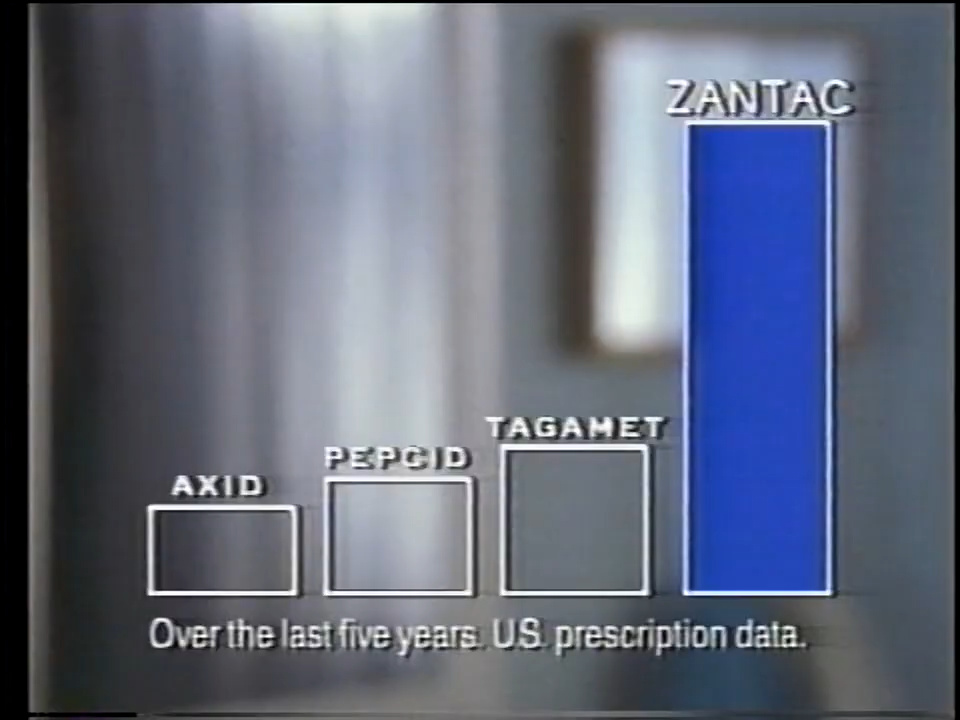 ZANTAC
TAGAMET
PEPCID
AXID
Over the last five years. U.S. prescription data.